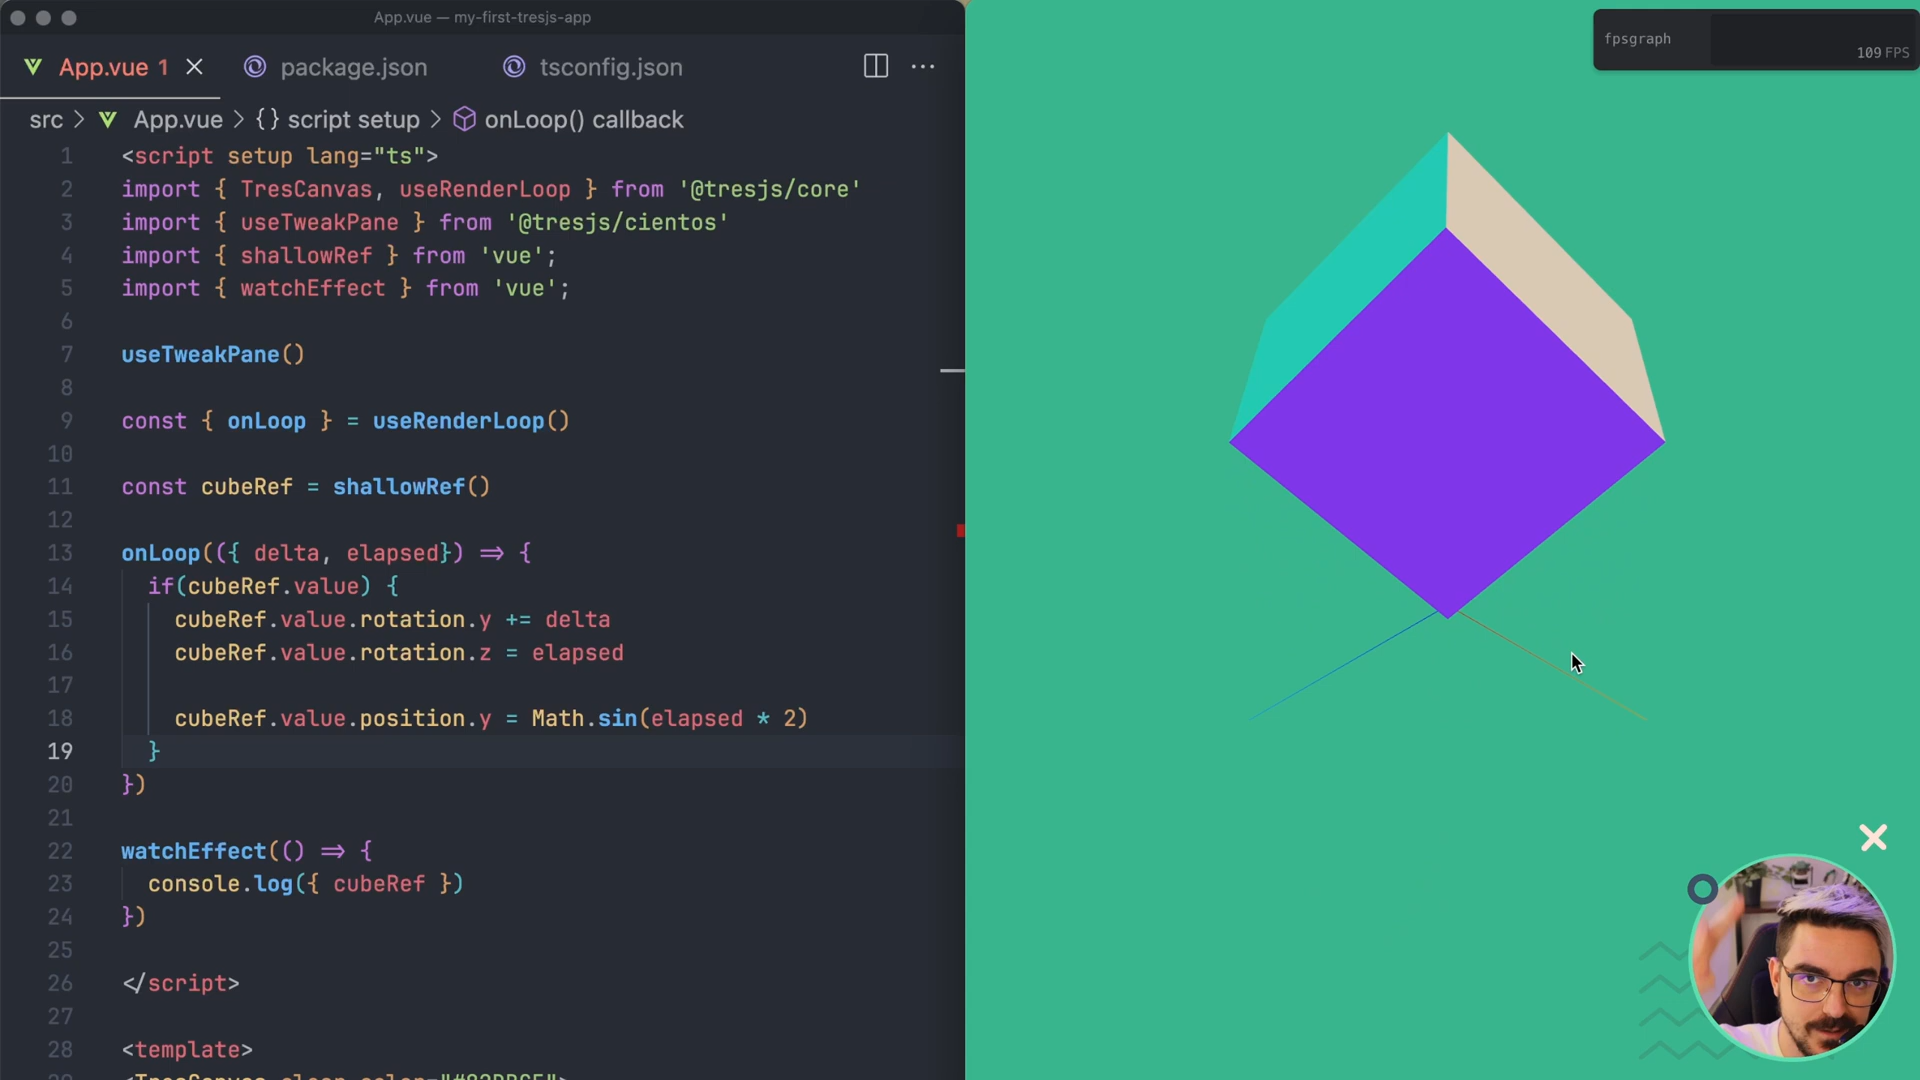 App.vue — my-first-tresjs-app
App.vue 1
package.json
tsconfig.json
src > App.vue > {} script setup > onLoop() callback
1 <script setup lang="ts">
2 import { TresCanvas, useRenderLoop } from '@tresjs/core'
3 import { useTweakPane } from '@tresjs/cientos'
4 import { shallowRef } from 'vue';
5 import { watchEffect } from 'vue';
6
7 useTweakPane()
8
9 const { onLoop } = useRenderLoop()
10
11 const cubeRef = shallowRef()
12
13 onLoop(({ delta, elapsed}) => {
14 if(cubeRef.value) {
15 cubeRef.value.rotation.y += delta
16 cubeRef.value.rotation.z = elapsed
17
18 cubeRef.value.position.y = Math.sin(elapsed * 2)
19 }
20 })
21
22 watchEffect(() => {
23 console.log({ cubeRef })
24 })
25
26 </script>
27
28 <template>
fpsgraph
109 FPS